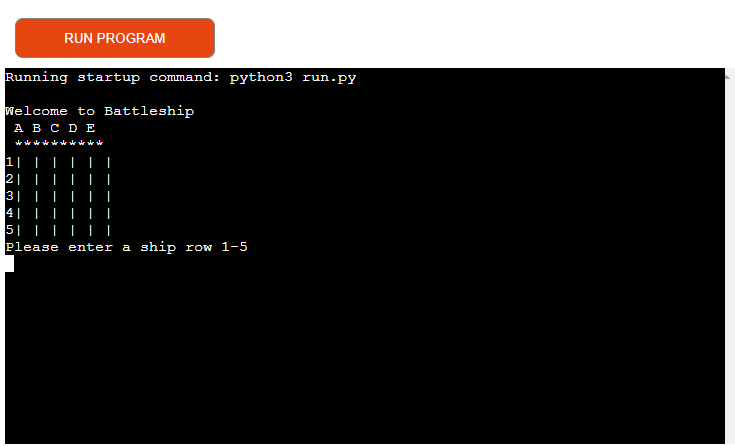 RUN PROGRAM
Running startup command: python3 run.py
Welcome to Battleship
 A B C D E
 **********
1| | | | | |
2| | | | | |
3| | | | | |
4| | | | | |
5| | | | | |
Please enter a ship row 1-5